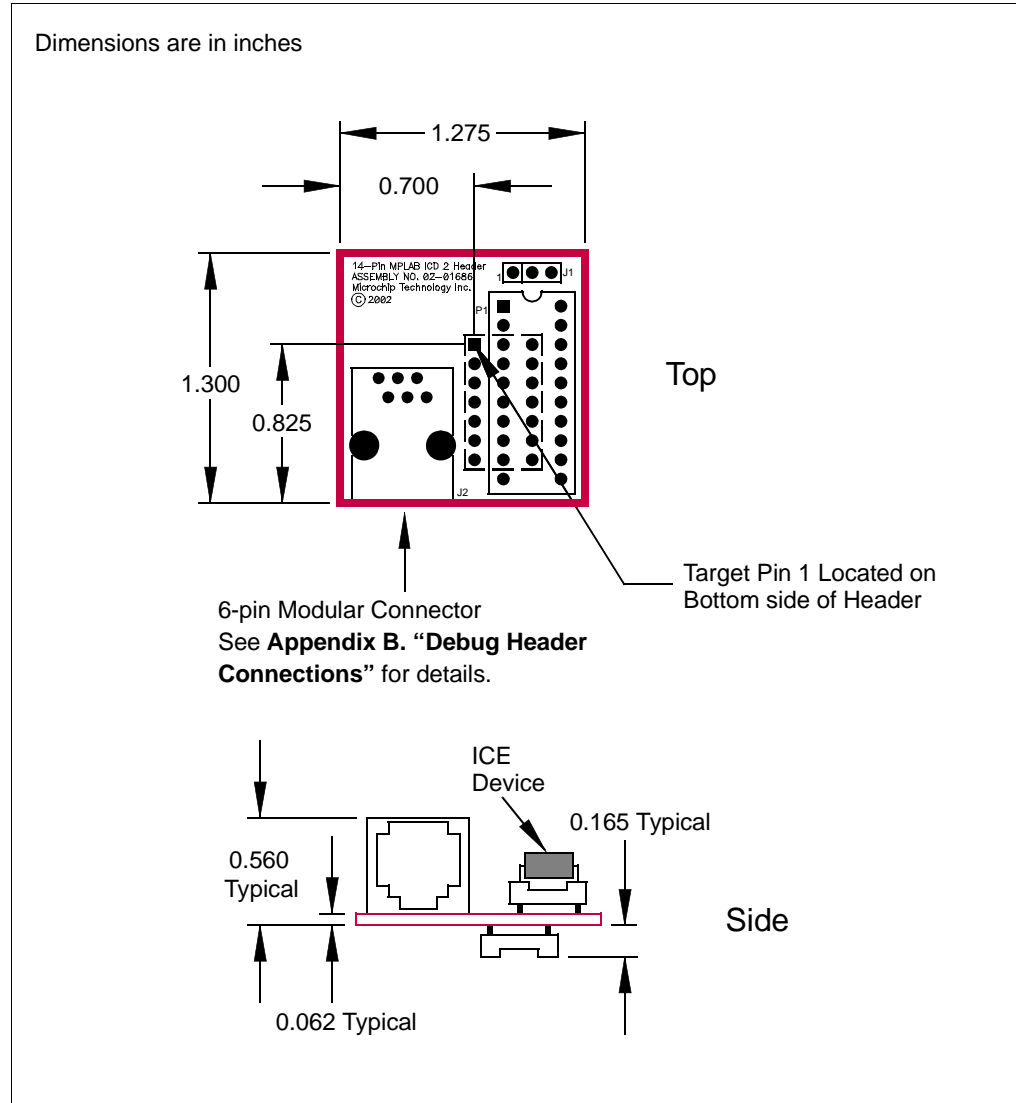 Dimensions are in inches
1.275
0.700
14-Pin MPLAB ICD 2 Header
ASSEMBLY NO. 02-01686
Microchip Technology Inc.
© 2002
1
J1
P1
1.300
0.825
Top
J2
Target Pin 1 Located on
Bottom side of Header
6-pin Modular Connector
See Appendix B. “Debug Header
Connections” for details.
ICE
Device
0.165 Typical
0.560
Typical
Side
0.062 Typical